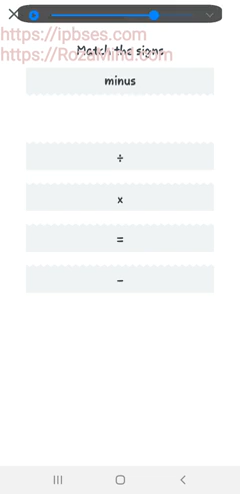 https://ipbses.com
Match the signs
https://RozaMind.com
minus
÷
x
=
−